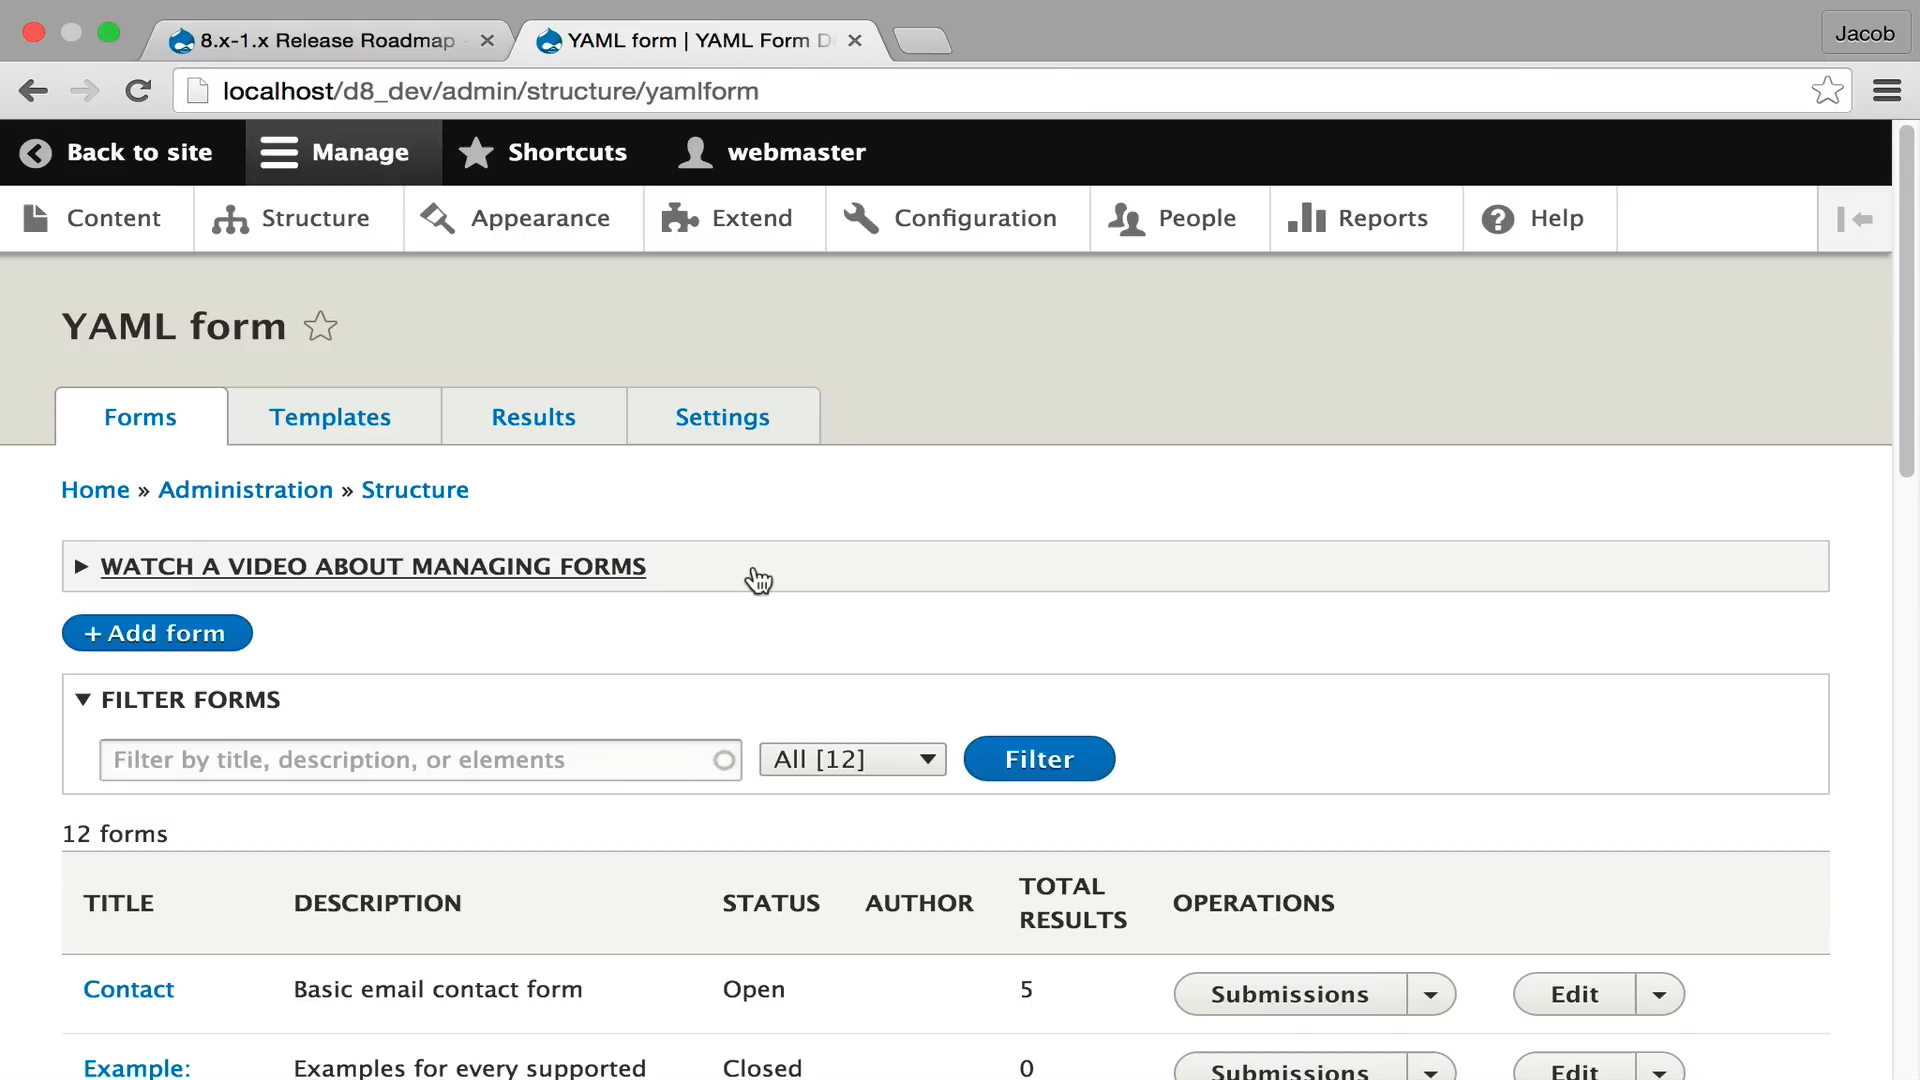 8.x-1.x Release Roadmap
YAML form | YAML Form D
Jacob
localhost/d8_dev/admin/structure/yamlform
Back to site
Manage
Shortcuts
webmaster
Content
Structure
Appearance
Extend
Configuration
People
Reports
Help
YAML form
Forms
Templates
Results
Settings
Home » Administration » Structure
WATCH A VIDEO ABOUT MANAGING FORMS
+ Add form
FILTER FORMS
Filter by title, description, or elements
All [12]
Filter
12 forms
TITLE
DESCRIPTION
STATUS
AUTHOR
TOTAL
RESULTS
OPERATIONS
Contact
Basic email contact form
Open
5
Submissions
Edit
Example:
Examples for every supported
Closed
0
Submissions
Edit